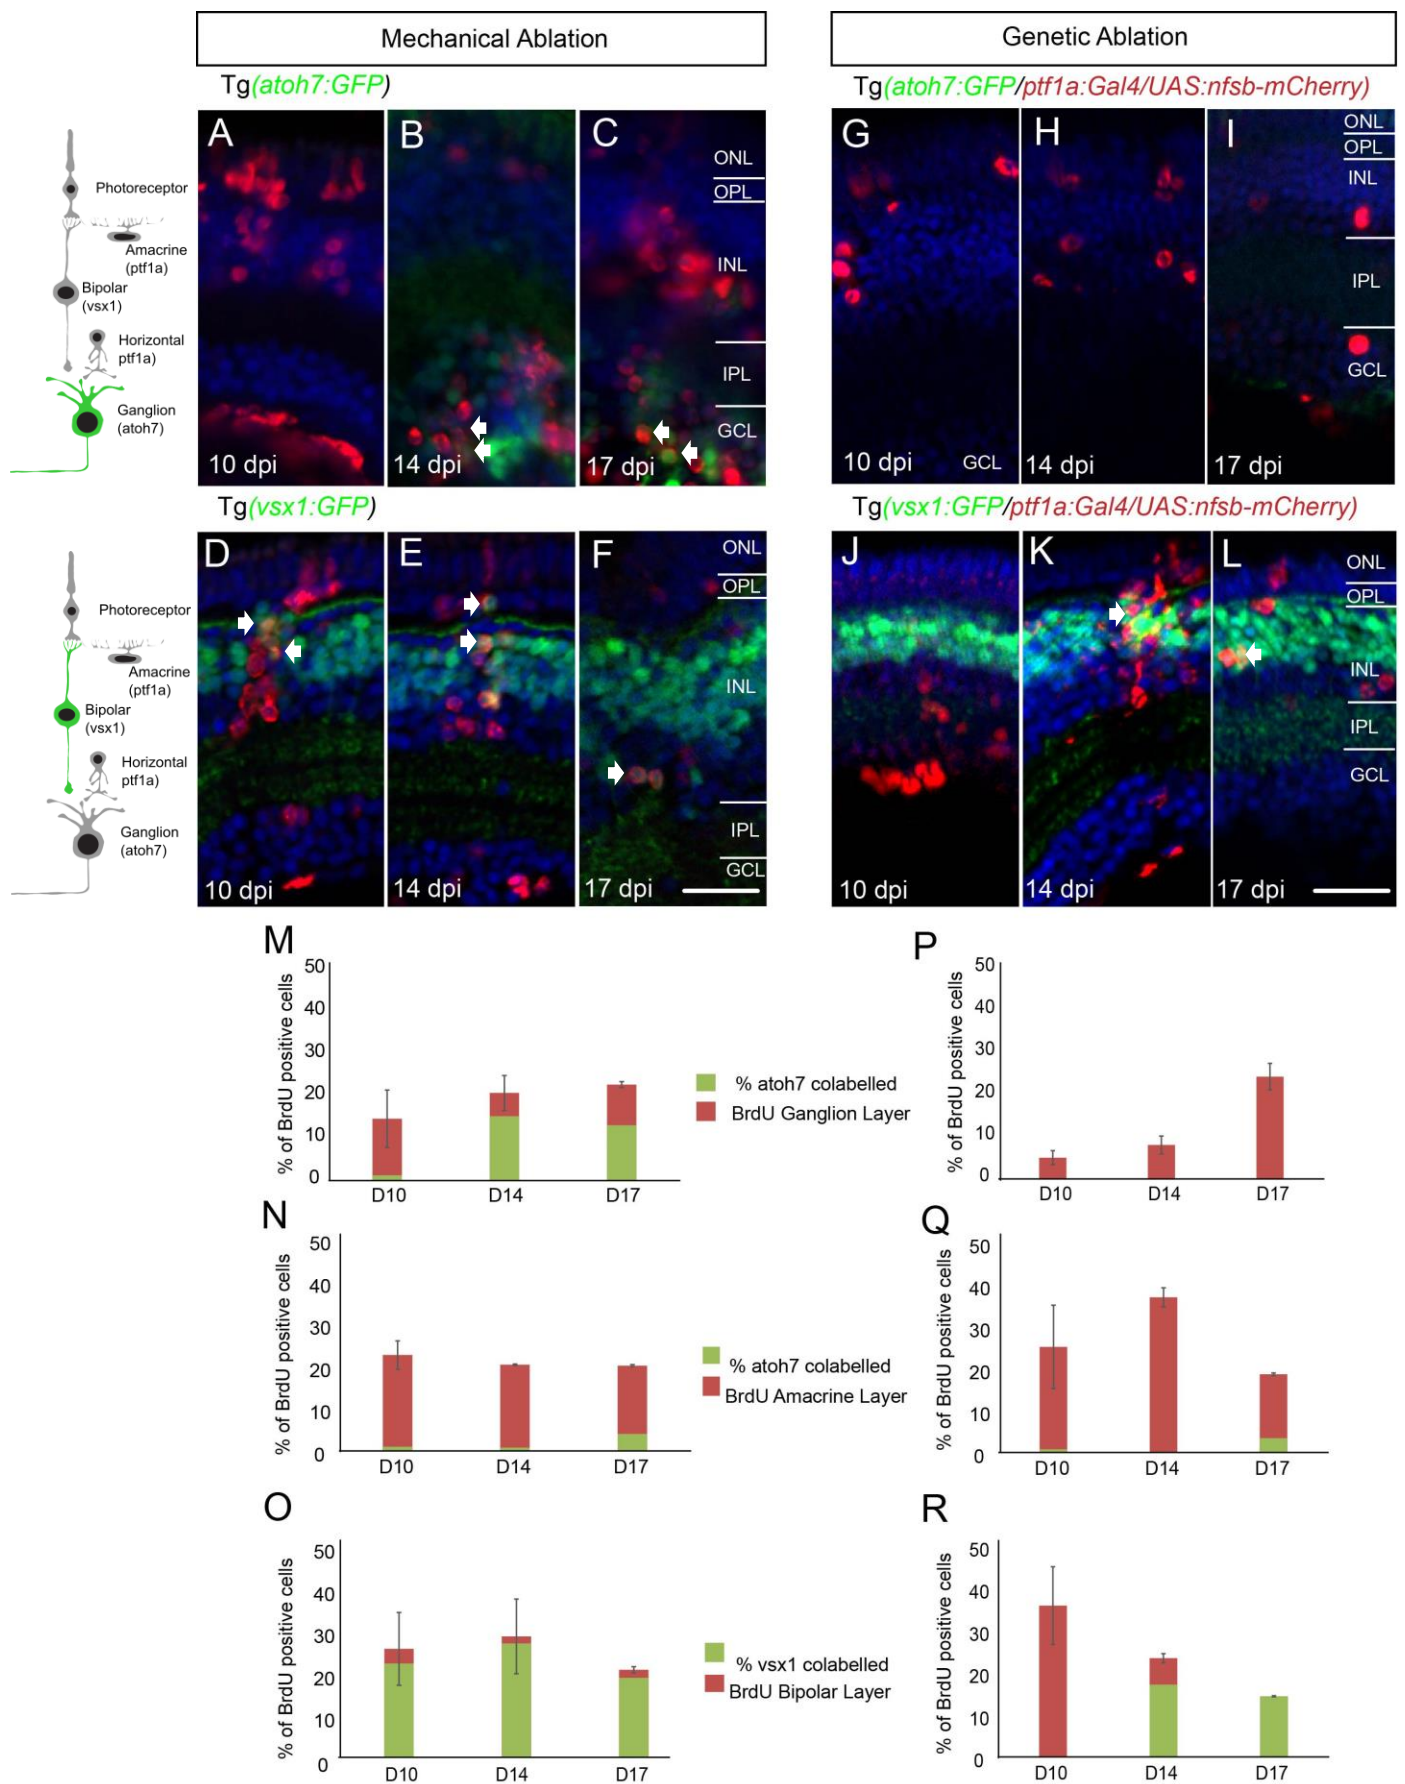 Mechanical Ablation
Genetic Ablation
Tg(atoh7:GFP)
Tg(atoh7:GFP/ptf1a:Gal4/UAS:nfsb-mCherry)
Photoreceptor
Amacrine
(ptf1a)
Bipolar
(vsx1)
Horizontal
ptf1a)
Ganglion
(atoh7)
A
10 dpi
B
14 dpi
C
ONL
OPL
INL
IPL
GCL
17 dpi
G
10 dpi
GCL
H
14 dpi
I
ONL
OPL
INL
IPL
GCL
17 dpi
Tg(vsx1:GFP)
Tg(vsx1:GFP/ptf1a:Gal4/UAS:nfsb-mCherry)
Photoreceptor
Amacrine
(ptf1a)
Bipolar
(vsx1)
Horizontal
ptf1a)
Ganglion
(atoh7)
D
10 dpi
E
14 dpi
F
ONL
OPL
INL
IPL
GCL
17 dpi
J
10 dpi
K
14 dpi
L
ONL
OPL
INL
IPL
GCL
17 dpi
M
% of BrdU positive cells
50
40
30
20
10
0
D10 D14 D17
% atoh7 colabelled
BrdU Ganglion Layer
P
% of BrdU positive cells
50
40
30
20
10
0
D10 D14 D17
N
% of BrdU positive cells
50
40
30
20
10
0
D10 D14 D17
% atoh7 colabelled
BrdU Amacrine Layer
Q
% of BrdU positive cells
50
40
30
20
10
0
D10 D14 D17
O
% of BrdU positive cells
50
40
30
20
10
0
D10 D14 D17
% vsx1 colabelled
BrdU Bipolar Layer
R
% of BrdU positive cells
50
40
30
20
10
0
D10 D14 D17